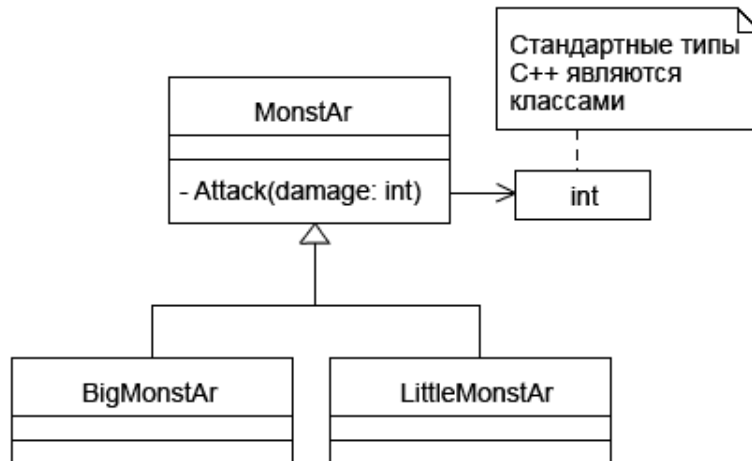 Стандартные типы
С++ являются
классами
MonstAr
- Attack(damage: int)
int
BigMonstAr
LittleMonstAr